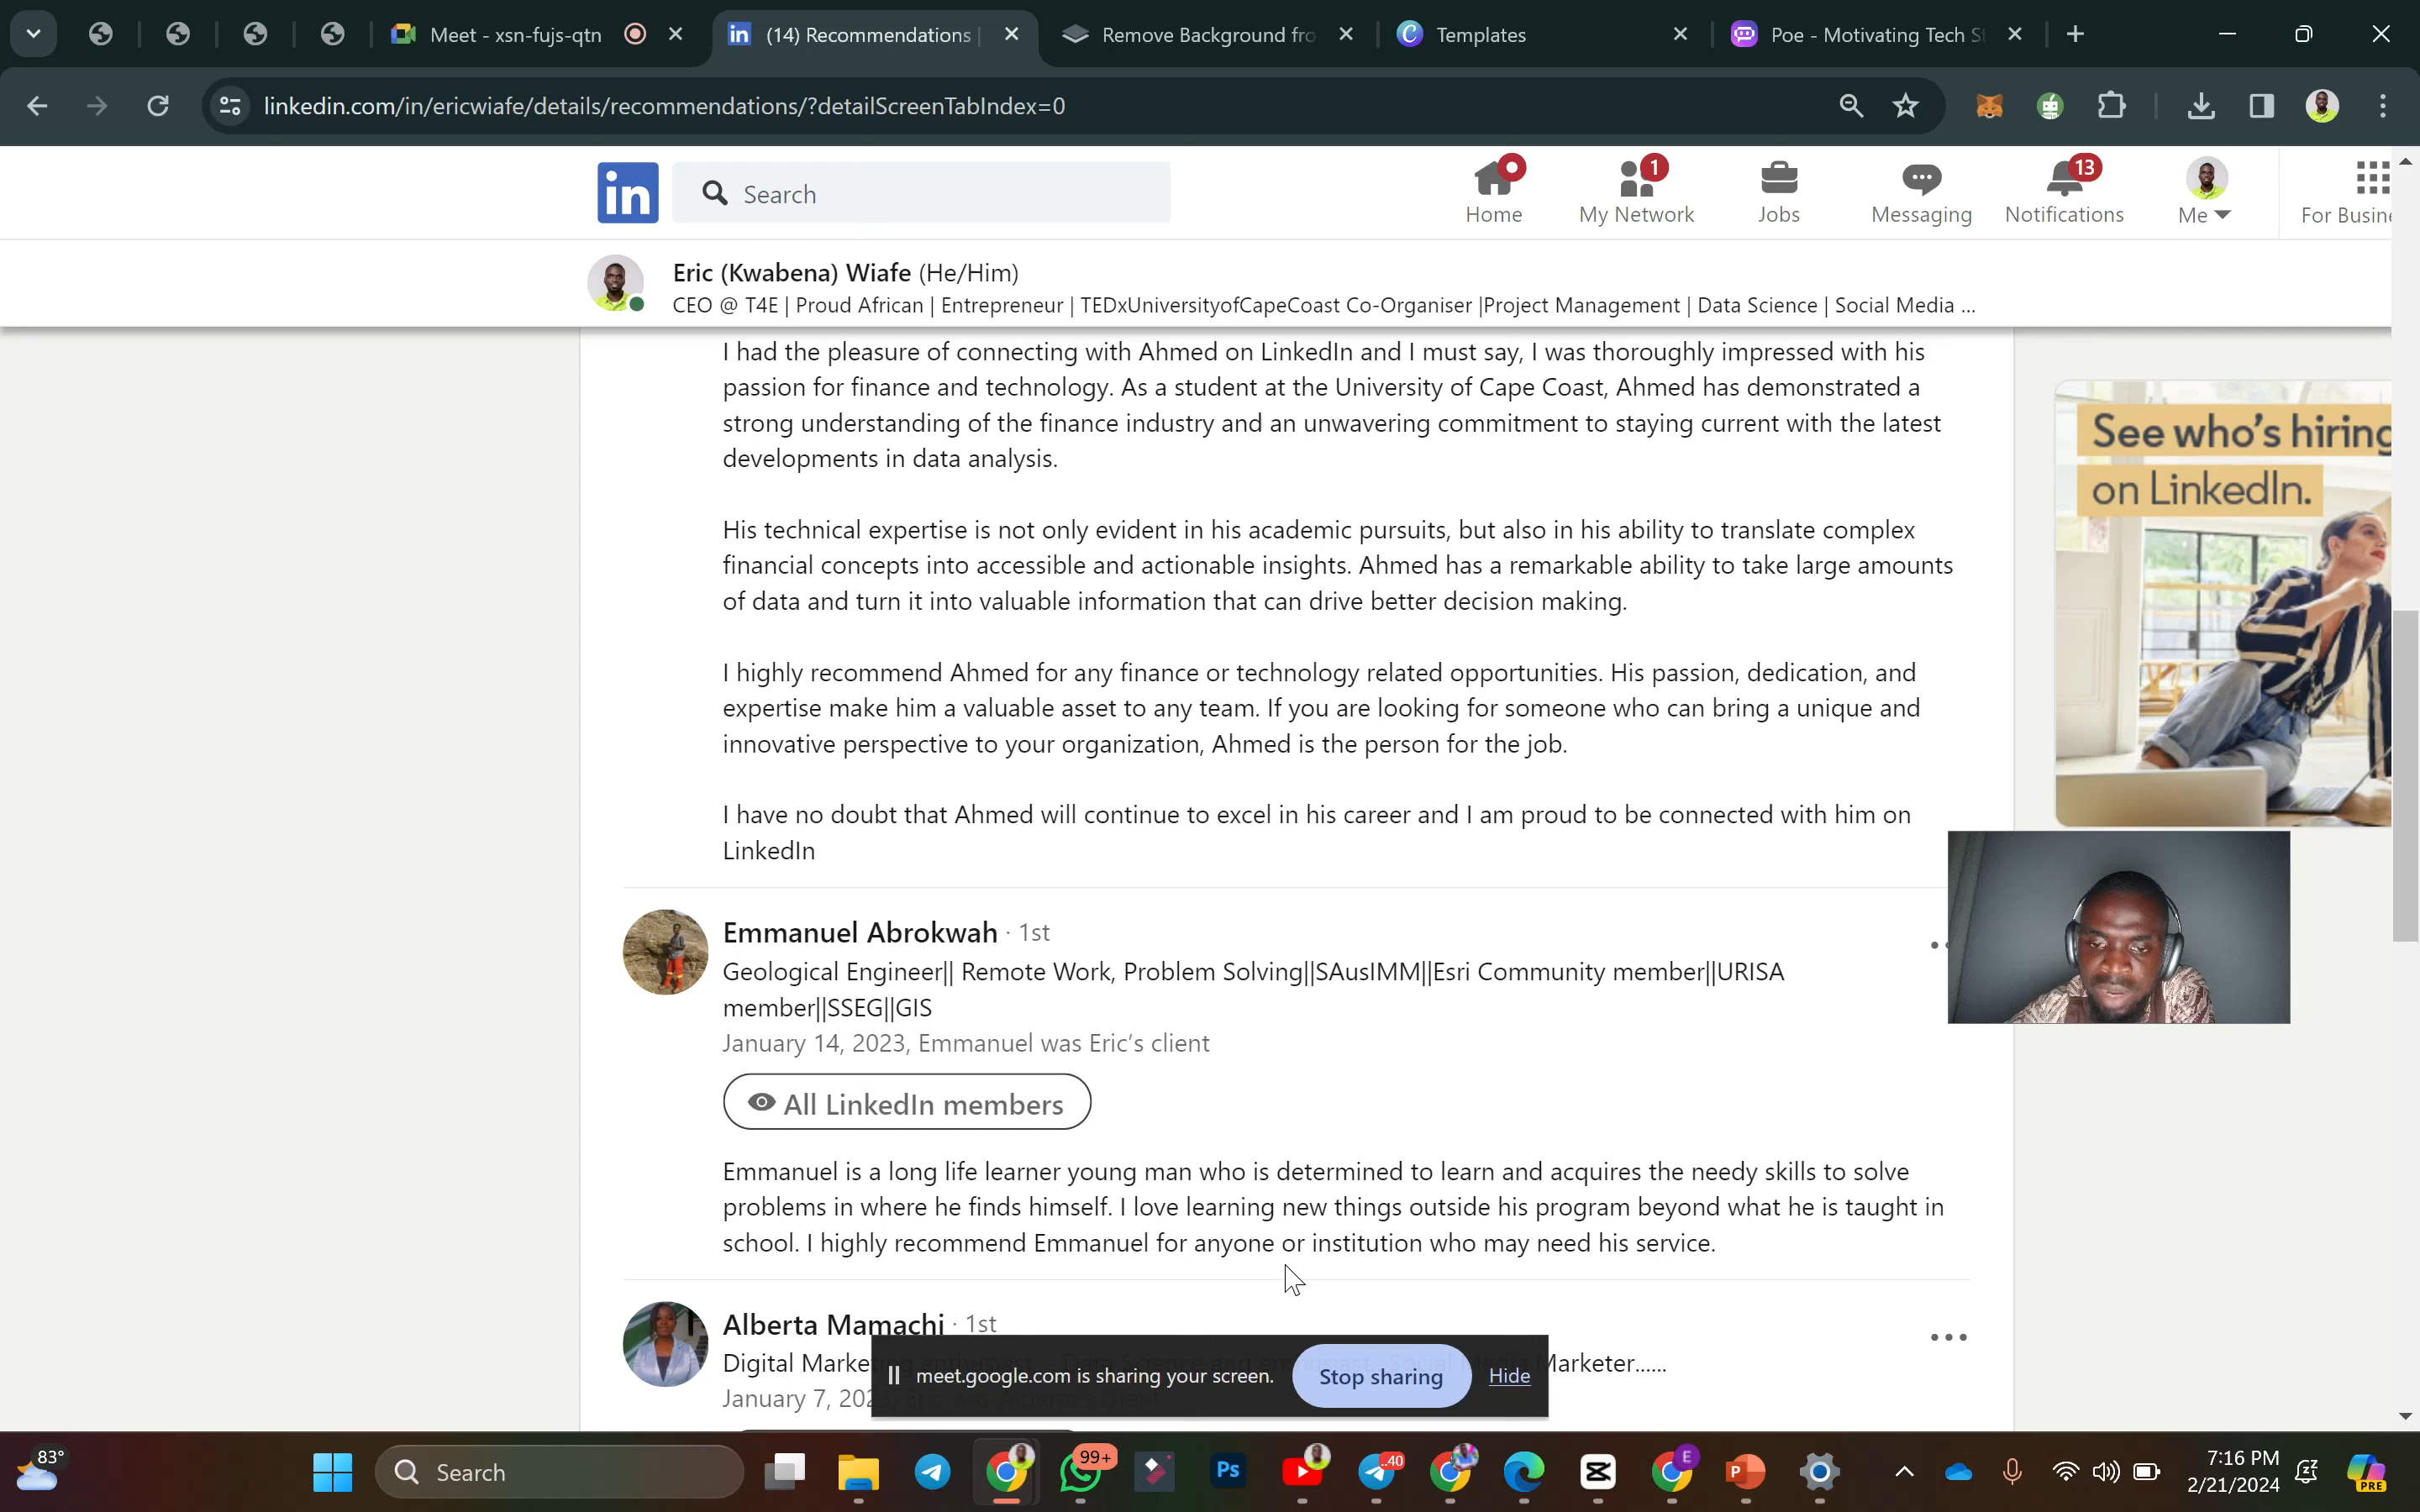 Meet - xsn-fujs-qtn
(14) Recommendations |
Remove Background fro
Templates
Poe - Motivating Tech St
linkedin.com/in/ericwiafe/details/recommendations/?detailScreenTabIndex=0
in
Search
Home
1
My Network
Jobs
Messaging
13
Notifications
Me
For Busine
Eric (Kwabena) Wiafe (He/Him)
CEO @ T4E | Proud African | Entrepreneur | TEDxUniversityofCapeCoast Co-Organiser |Project Management | Data Science | Social Media ...
I had the pleasure of connecting with Ahmed on LinkedIn and I must say, I was thoroughly impressed with his
passion for finance and technology. As a student at the University of Cape Coast, Ahmed has demonstrated a
strong understanding of the finance industry and an unwavering commitment to staying current with the latest
developments in data analysis.
His technical expertise is not only evident in his academic pursuits, but also in his ability to translate complex
financial concepts into accessible and actionable insights. Ahmed has a remarkable ability to take large amounts
of data and turn it into valuable information that can drive better decision making.
I highly recommend Ahmed for any finance or technology related opportunities. His passion, dedication, and
expertise make him a valuable asset to any team. If you are looking for someone who can bring a unique and
innovative perspective to your organization, Ahmed is the person for the job.
I have no doubt that Ahmed will continue to excel in his career and I am proud to be connected with him on
LinkedIn
See who's hiring
on LinkedIn.
Emmanuel Abrokwah · 1st
Geological Engineer|| Remote Work, Problem Solving||SAusIMM||Esri Community member||URISA
member||SSEG||GIS
January 14, 2023, Emmanuel was Eric's client
All LinkedIn members
Emmanuel is a long life learner young man who is determined to learn and acquires the needy skills to solve
problems in where he finds himself. I love learning new things outside his program beyond what he is taught in
school. I highly recommend Emmanuel for anyone or institution who may need his service.
Alberta Mamachi · 1st
Digital Market
Marketer......
January 7, 202
meet.google.com is sharing your screen.
Stop sharing
Hide
83°
Search
99+
Ps
..40
E
P
7:16 PM
2/21/2024
PRE